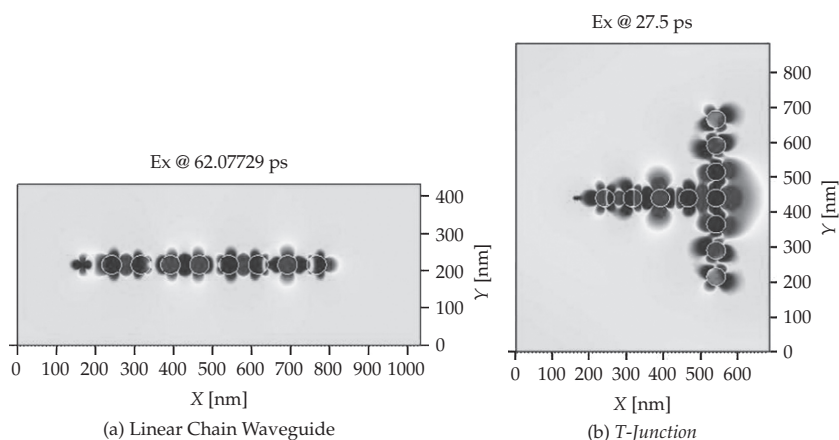 Ex @ 62.07729 ps
400
300
200
100
0
Y [nm]
0 100 200 300 400 500 600 700 800 900 1000
X [nm]
(a) Linear Chain Waveguide
Ex @ 27.5 ps
800
700
600
500
400
300
200
100
0
Y [nm]
0 100 200 300 400 500 600
X [nm]
(b) T-Junction